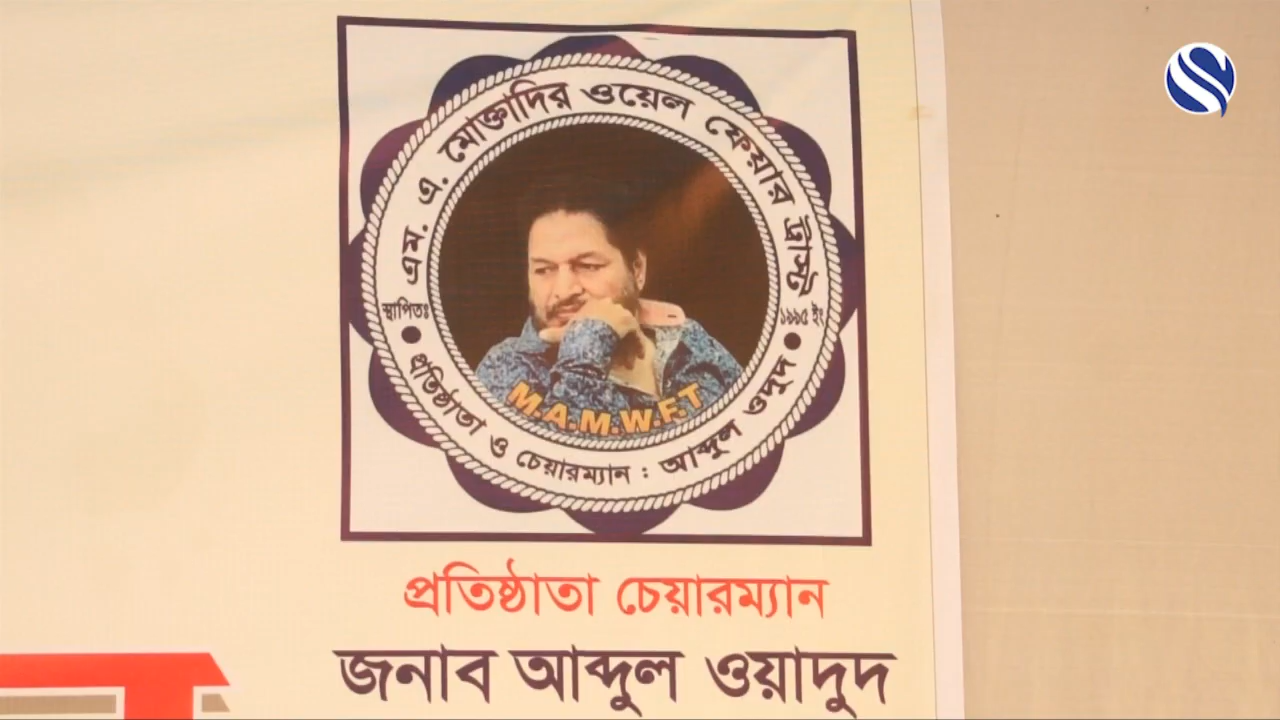 এম. এ. মোক্তাদির ওয়েল ফেয়ার ট্রাস্ট
স্থাপিতঃ
১৯৯৫ ইং
M.A.M.W.F.T
প্রতিষ্ঠাতা ও চেয়ারম্যান : আব্দুল ওদুদ
প্রতিষ্ঠাতা চেয়ারম্যান
জনাব আব্দুল ওয়াদুদ